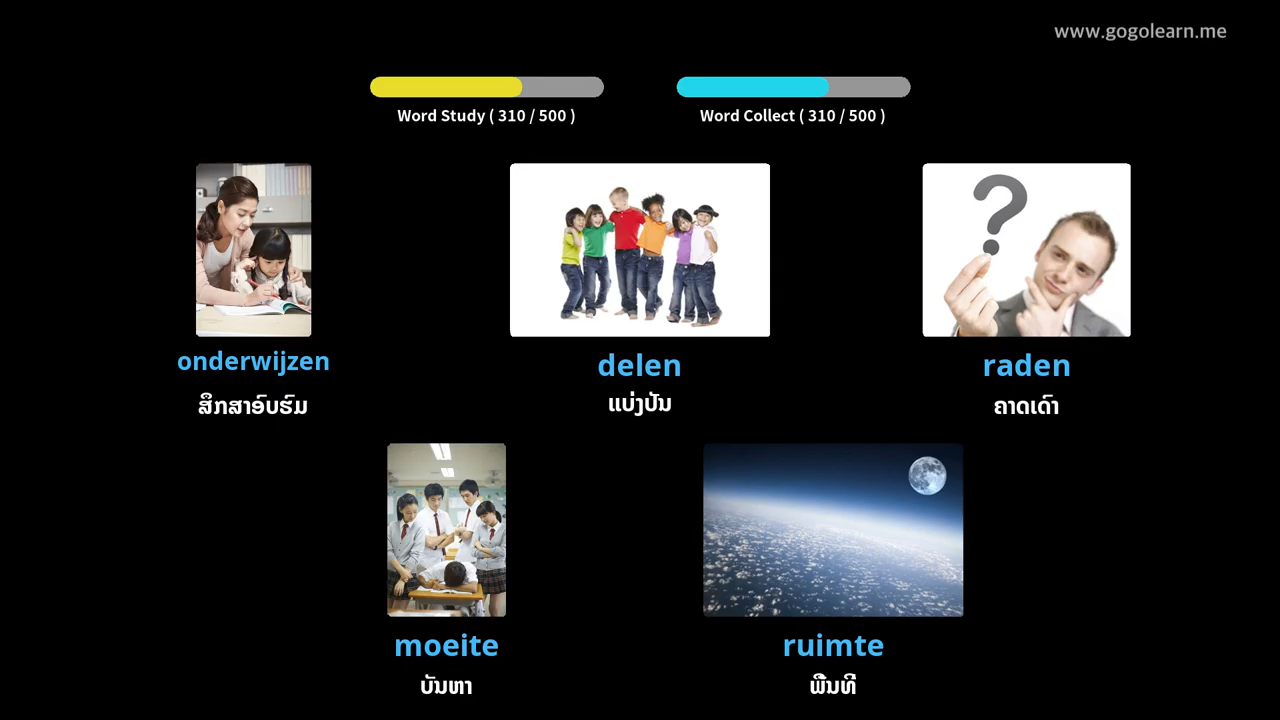 www.gogolearn.me
Word Study ( 310 / 500 )
Word Collect ( 310 / 500 )
onderwijzen
ສຶກສາອົບຮົມ
delen
ແບ່ງປັນ
raden
ຄາດເດົາ
moeite
ບັນຫາ
ruimte
ພື້ນທີ່